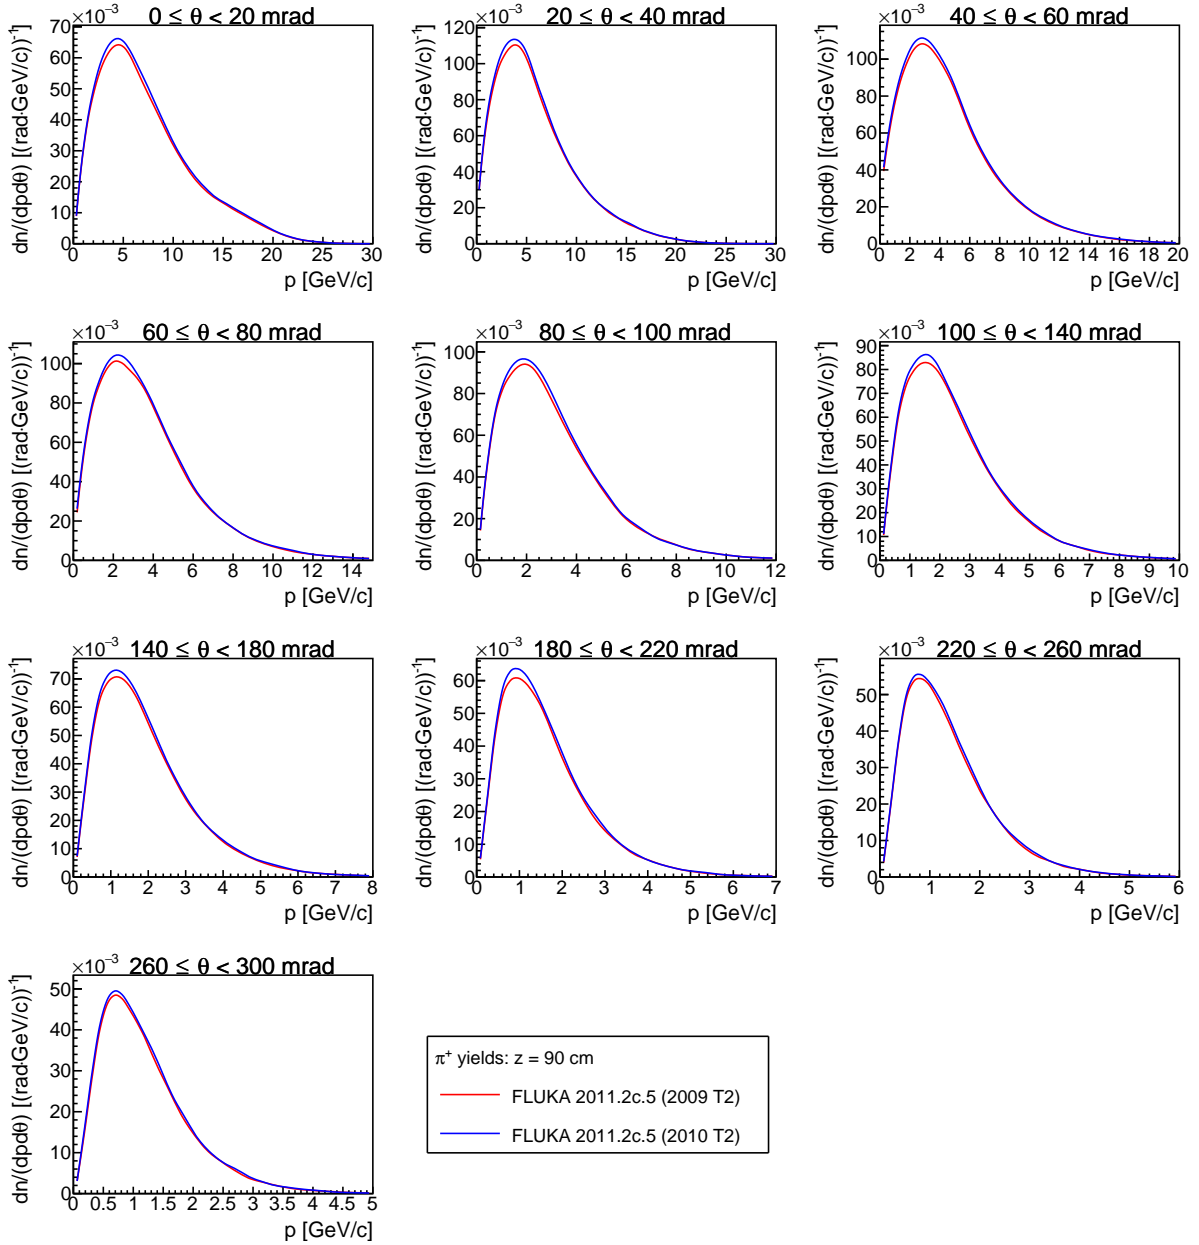 ×10⁻³ 0 ≤ θ < 20 mrad
dn/(dpdθ) [(rad·GeV/c))⁻¹]
70
60
50
40
30
20
10
0
5 10 15 20 25 30
p [GeV/c]
×10⁻³ 20 ≤ θ < 40 mrad
dn/(dpdθ) [(rad·GeV/c))⁻¹]
120
100
80
60
40
20
0
0 5 10 15 20 25 30
p [GeV/c]
×10⁻³ 40 ≤ θ < 60 mrad
dn/(dpdθ) [(rad·GeV/c))⁻¹]
100
80
60
40
20
0
0 2 4 6 8 10 12 14 16 18 20
p [GeV/c]
×10⁻³ 60 ≤ θ < 80 mrad
dn/(dpdθ) [(rad·GeV/c))⁻¹]
100
80
60
40
20
0
2 4 6 8 10 12 14
p [GeV/c]
×10⁻³ 80 ≤ θ < 100 mrad
dn/(dpdθ) [(rad·GeV/c))⁻¹]
100
80
60
40
20
0
0 2 4 6 8 10 12
p [GeV/c]
×10⁻³ 100 ≤ θ < 140 mrad
dn/(dpdθ) [(rad·GeV/c))⁻¹]
90
80
70
60
50
40
30
20
10
0
0 1 2 3 4 5 6 7 8 9 10
p [GeV/c]
×10⁻³ 140 ≤ θ < 180 mrad
dn/(dpdθ) [(rad·GeV/c))⁻¹]
70
60
50
40
30
20
10
0
0 1 2 3 4 5 6 7 8
p [GeV/c]
×10⁻³ 180 ≤ θ < 220 mrad
dn/(dpdθ) [(rad·GeV/c))⁻¹]
60
50
40
30
20
10
0
0 1 2 3 4 5 6 7
p [GeV/c]
×10⁻³ 220 ≤ θ < 260 mrad
dn/(dpdθ) [(rad·GeV/c))⁻¹]
50
40
30
20
10
0
0 1 2 3 4 5 6
p [GeV/c]
×10⁻³ 260 ≤ θ < 300 mrad
dn/(dpdθ) [(rad·GeV/c))⁻¹]
50
40
30
20
10
0
0 0.5 1 1.5 2 2.5 3 3.5 4 4.5 5
p [GeV/c]
π⁺ yields: z = 90 cm
FLUKA 2011.2c.5 (2009 T2)
FLUKA 2011.2c.5 (2010 T2)